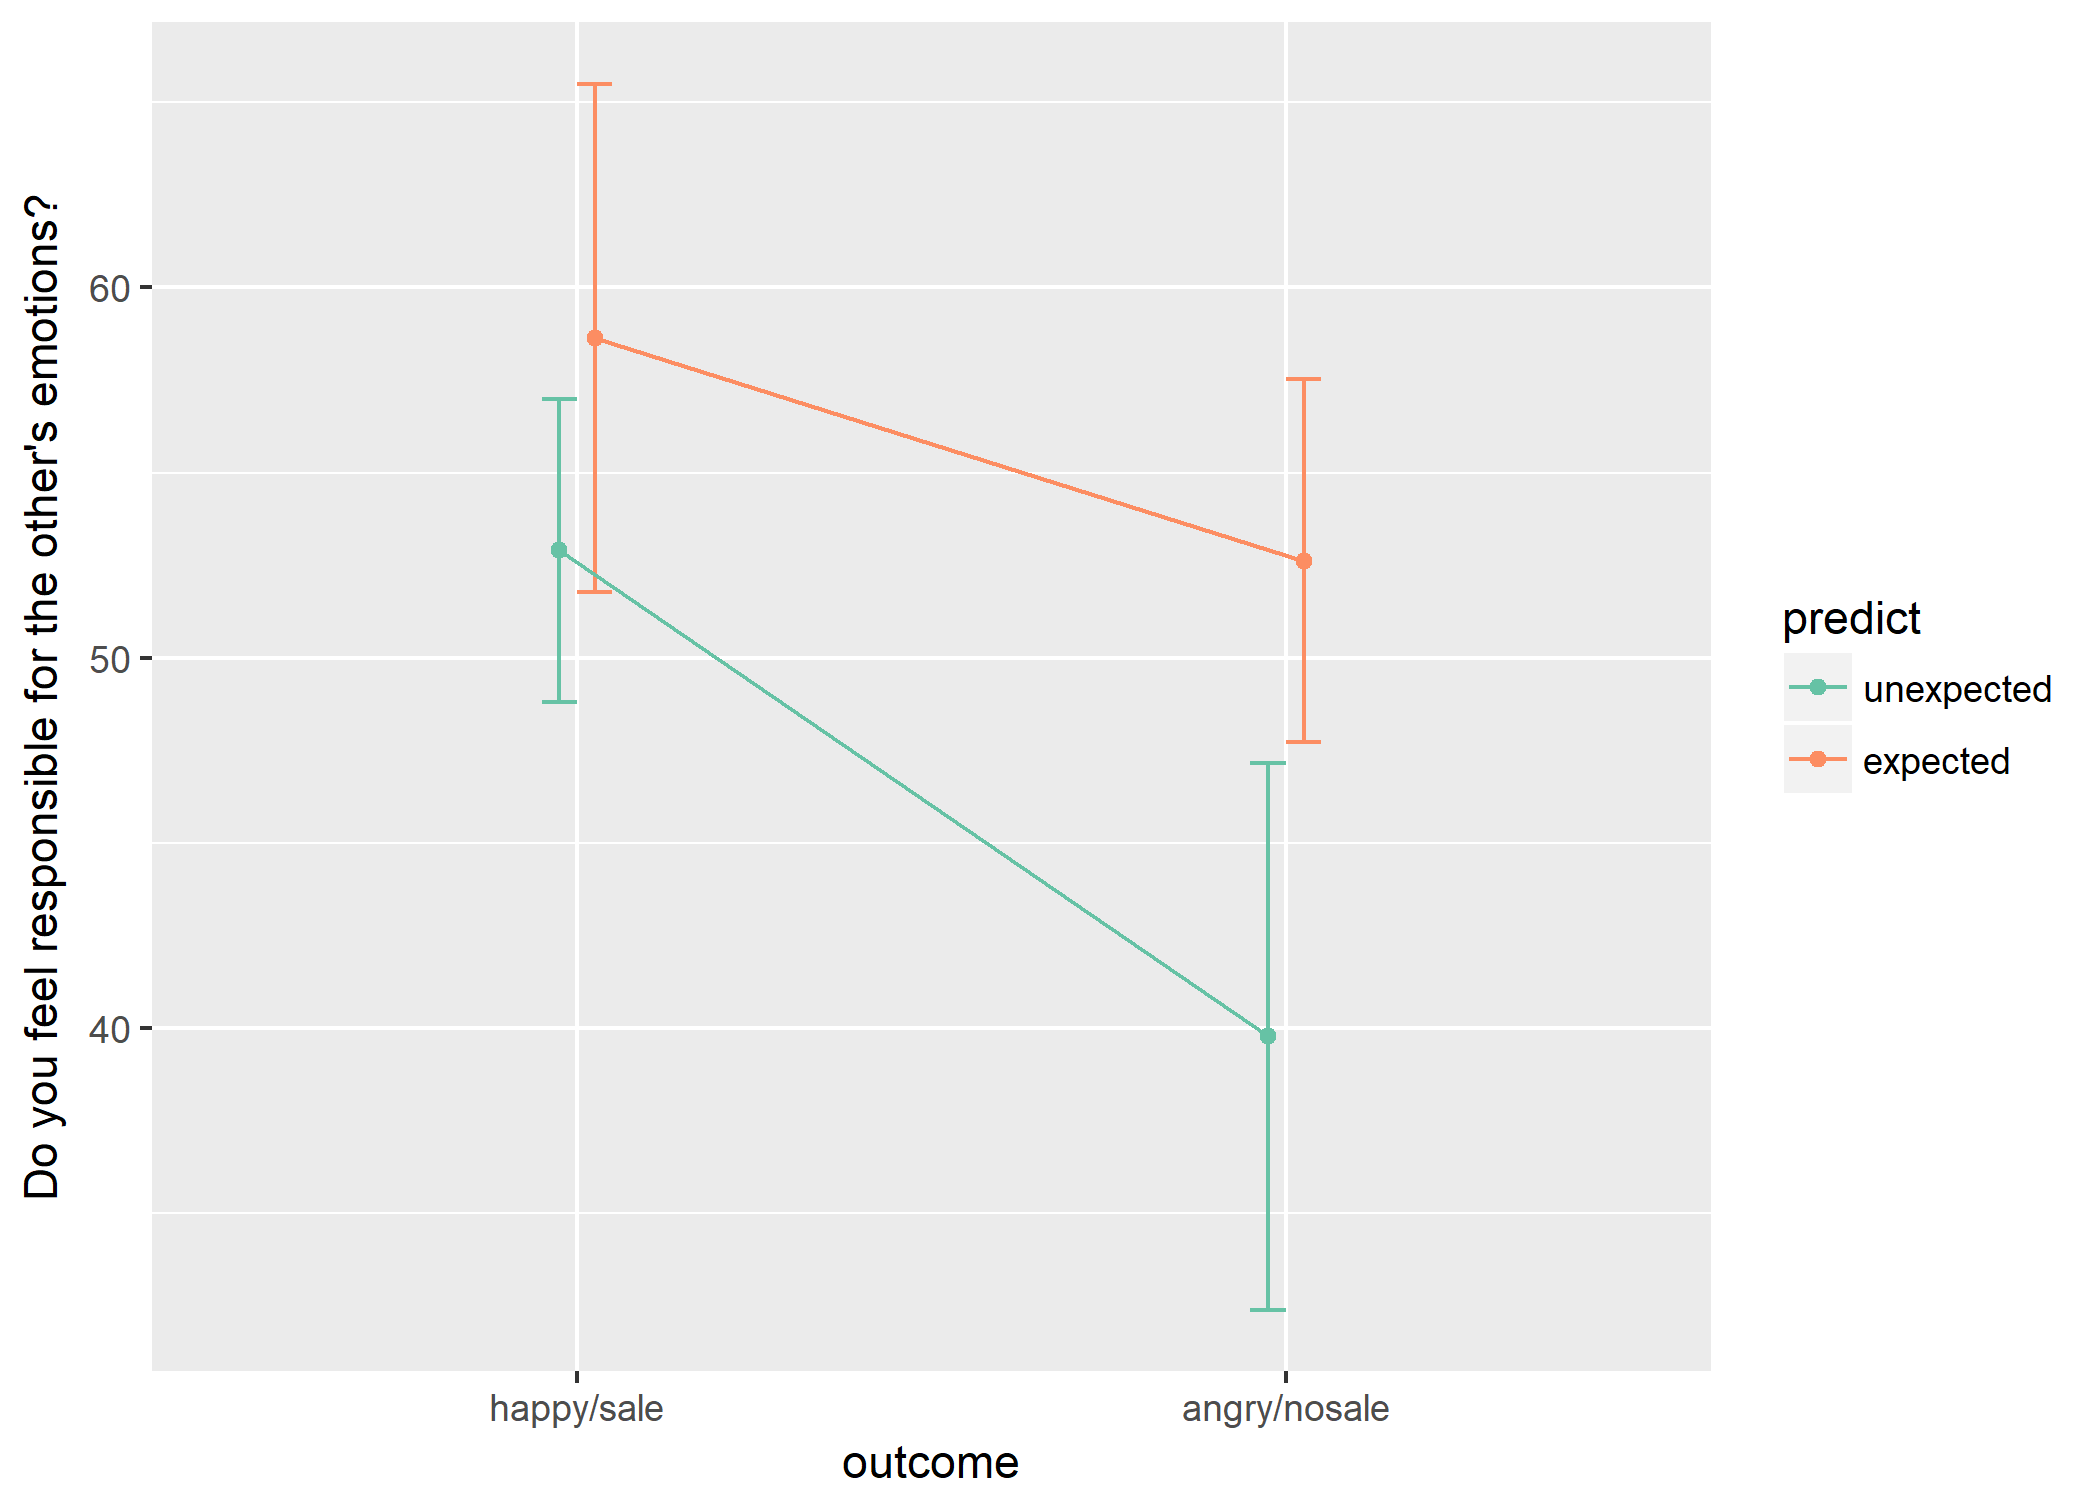 Do you feel responsible for the other's emotions?
60
50
40
happy/sale
angry/nosale
outcome
predict
unexpected
expected